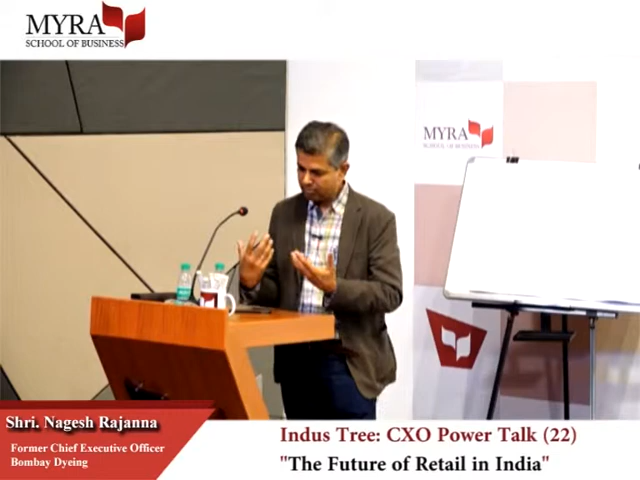 MYRA
SCHOOL OF BUSINESS
MYRA
SCHOOL OF BUSINESS
Shri. Nagesh Rajanna
Former Chief Executive Officer
Bombay Dyeing
Indus Tree: CXO Power Talk (22)
"The Future of Retail in India"